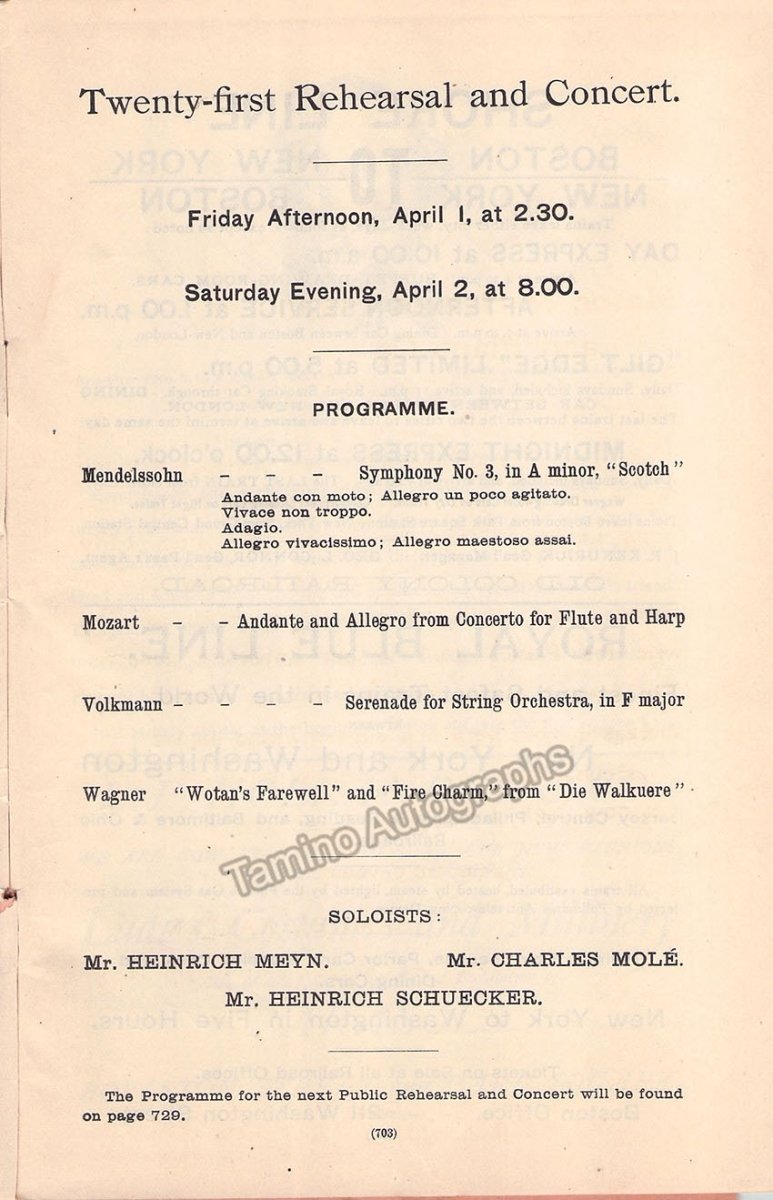 Twenty-first Rehearsal and Concert.
Friday Afternoon, April 1, at 2.30.
Saturday Evening, April 2, at 8.00.
PROGRAMME.
Mendelssohn – – – Symphony No. 3, in A minor, "Scotch"
Andante con moto; Allegro un poco agitato.
Vivace non troppo.
Adagio.
Allegro vivacissimo; Allegro maestoso assai.
Mozart – – Andante and Allegro from Concerto for Flute and Harp
Volkmann – – – – Serenade for String Orchestra, in F major
Wagner "Wotan's Farewell" and "Fire Charm," from "Die Walkuere"
Tamino Autographs
SOLOISTS:
Mr. HEINRICH MEYN. Mr. CHARLES MOLÉ.
Mr. HEINRICH SCHUECKER.
The Programme for the next Public Rehearsal and Concert will be found
on page 729.
(703)